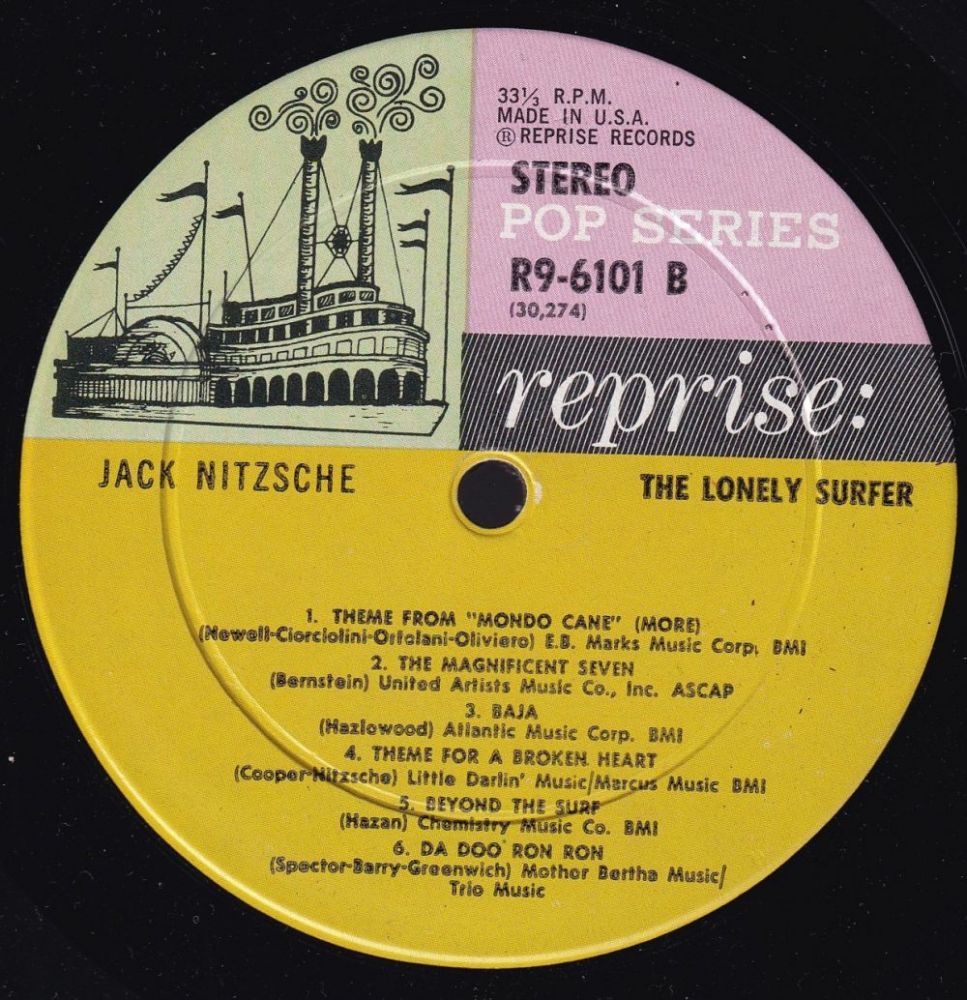 33⅓ R.P.M.
MADE IN U.S.A.
Ⓡ REPRISE RECORDS
STEREO
POP SERIES
R9-6101 B
(30,274)
reprise:
JACK NITZSCHE
THE LONELY SURFER
1. THEME FROM "MONDO CANE" (MORE)
(Newell-Ciorciolini-Ortolani-Oliviero) E.B. Marks Music Corp. BMI
2. THE MAGNIFICENT SEVEN
(Bernstein) United Artists Music Co., Inc. ASCAP
3. BAJA
(Hazlewood) Atlantic Music Corp. BMI
4. THEME FOR A BROKEN HEART
(Cooper-Nitzsche) Little Darlin' Music/Marcus Music BMI
5. BEYOND THE SURF
(Hazan) Chemistry Music Co. BMI
6. DA DOO RON RON
(Spector-Barry-Greenwich) Mother Bertha Music/
Trio Music